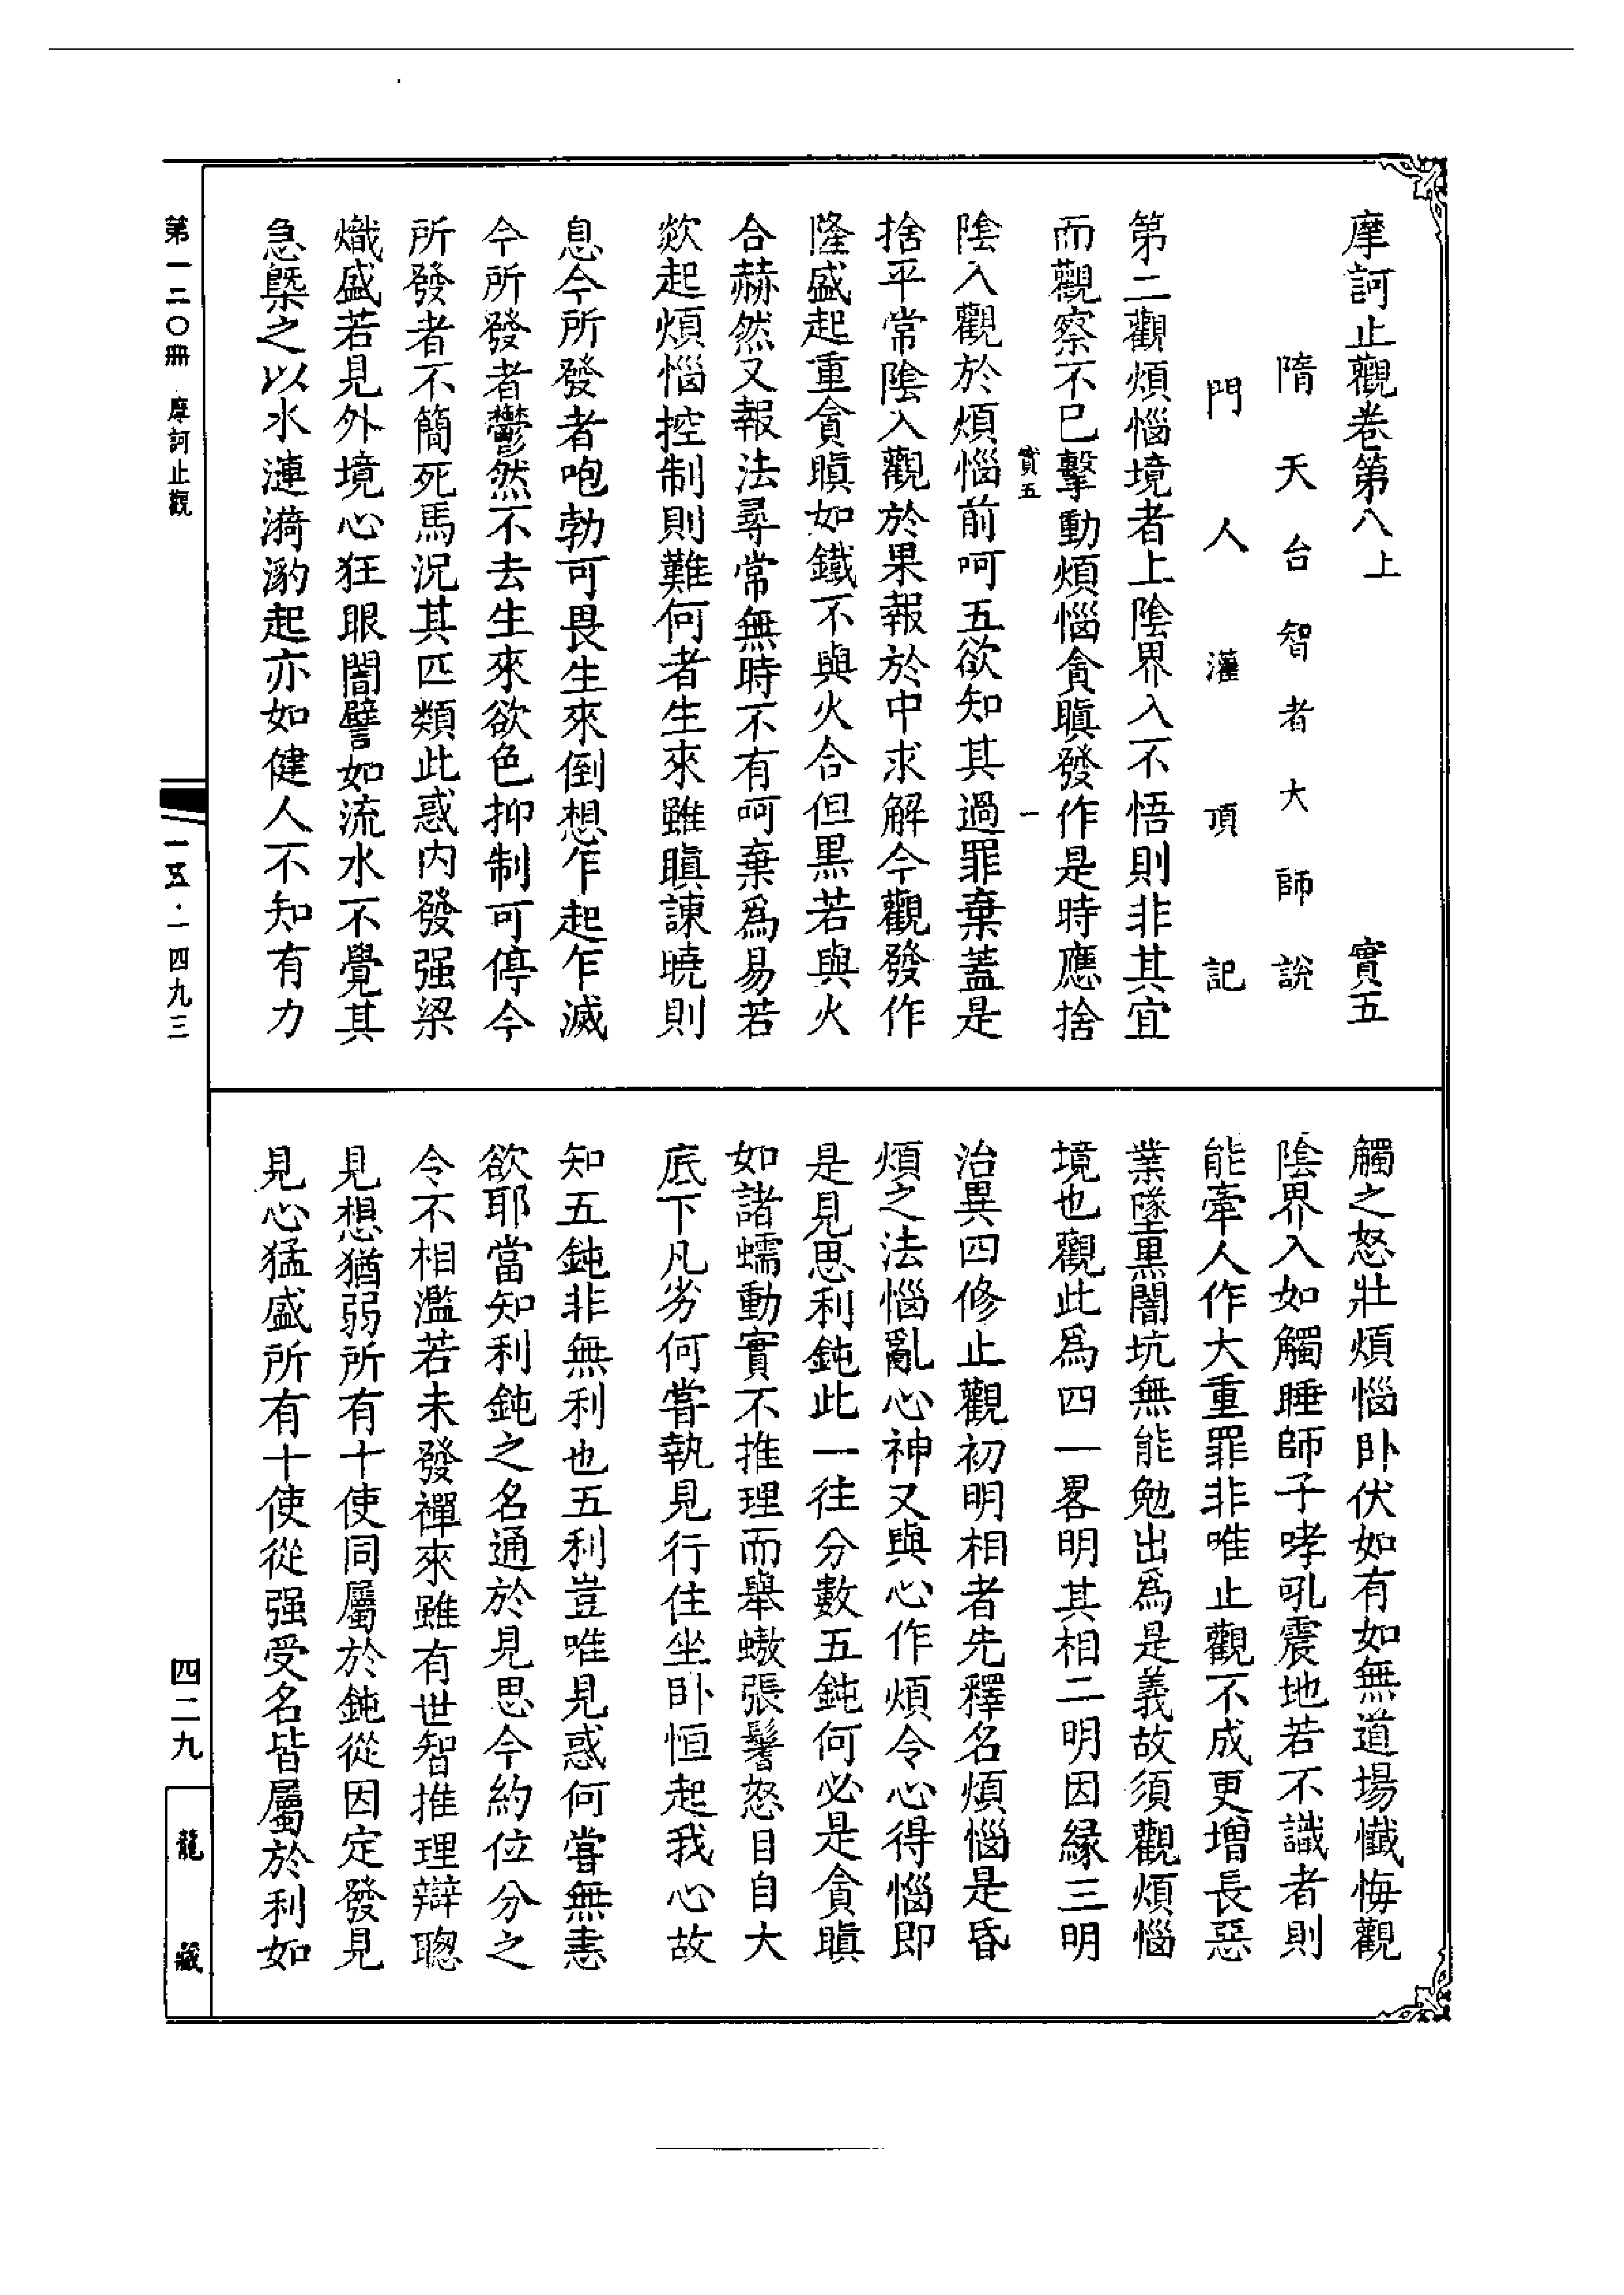 摩訶止觀卷第八上 實五
隋天台智者大師說
門人灌頂記
第二觀煩惱境者上陰界入不悟則非其宜
而觀察不已擊動煩惱貪瞋發作是時應捨
實五 一
陰入觀於煩惱前呵五欲知其過罪棄蓋是
捨平常陰入觀於果報於中求解今觀發作
隆盛起重貪瞋如鐵不與火合但黑若與火
合赫然又報法尋常無時不有呵棄爲易若
欻起煩惱控制則難何者生來雖瞋諫曉則
息今所發者咆勃可畏生來倒想乍起乍滅
今所發者鬱然不去生來欲色抑制可停今
所發者不簡死馬況其匹類此惑內發强梁
熾盛若見外境心狂眼闇譬如流水不覺其
急槩之以水漣漪㶁起亦如健人不知有力
觸之怒壯煩惱臥伏如有如無道場懺悔觀
陰界入如觸睡師子哮吼震地若不識者則
能牽人作大重罪非唯止觀不成更增長惡
業墜黑闇坑無能勉出爲是義故須觀煩惱
境也觀此爲四一畧明其相二明因緣三明
治異四修止觀初明相者先釋名煩惱是昏
煩之法惱亂心神又與心作煩令心得惱即
是見思利鈍此一往分數五鈍何必是貪瞋
如諸蠕動實不推理而舉螯張鬐怒目自大
底下凡劣何嘗執見行住坐臥恒起我心故
知五鈍非無利也五利豈唯見惑何嘗無恚
欲耶當知利鈍之名通於見思今約位分之
令不相濫若未發禪來雖有世智推理辯聰
見想猶弱所有十使同屬於鈍從因定發見
見心猛盛所有十使從强受名皆屬於利如
第一二〇冊 摩訶止觀
一五·一四九三
四二九
龍藏